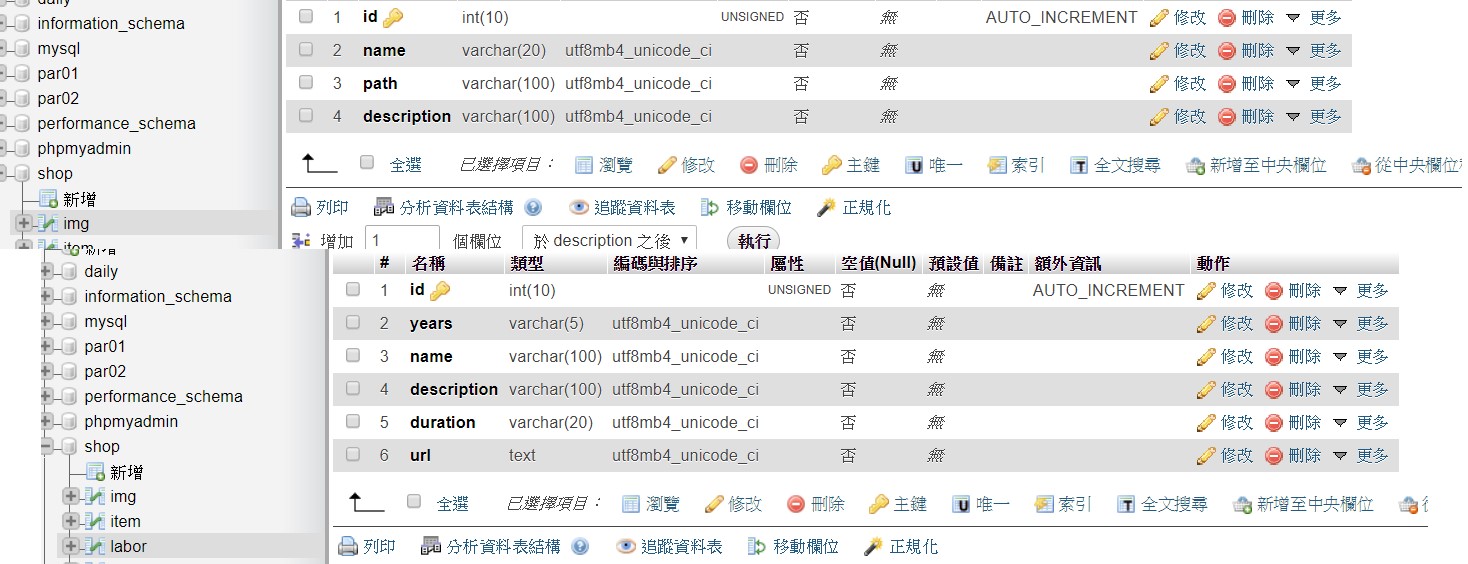 daily
information_schema
mysql
par01
par02
performance_schema
phpmyadmin
shop
新增
img
item
1 id int(10) UNSIGNED 否 無 AUTO_INCREMENT 修改 刪除 更多
2 name varchar(20) utf8mb4_unicode_ci 否 無 修改 刪除 更多
3 path varchar(100) utf8mb4_unicode_ci 否 無 修改 刪除 更多
4 description varchar(100) utf8mb4_unicode_ci 否 無 修改 刪除 更多
全選 已選擇項目： 瀏覽 修改 刪除 主鍵 U 唯一 索引 T 全文搜尋 新增至中央欄位 從中央欄位
列印 分析資料表結構 追蹤資料表 移動欄位 正規化
增加 1 個欄位 於 description 之後 執行
新增
daily
information_schema
mysql
par01
par02
performance_schema
phpmyadmin
shop
新增
img
item
labor
# 名稱 類型 編碼與排序 屬性 空值(Null) 預設值 備註 額外資訊 動作
1 id int(10) UNSIGNED 否 無 AUTO_INCREMENT 修改 刪除 更多
2 years varchar(5) utf8mb4_unicode_ci 否 無 修改 刪除 更多
3 name varchar(100) utf8mb4_unicode_ci 否 無 修改 刪除 更多
4 description varchar(100) utf8mb4_unicode_ci 否 無 修改 刪除 更多
5 duration varchar(20) utf8mb4_unicode_ci 否 無 修改 刪除 更多
6 url text utf8mb4_unicode_ci 否 無 修改 刪除 更多
全選 已選擇項目： 瀏覽 修改 刪除 主鍵 U 唯一 索引 T 全文搜尋 新增至中央欄位
列印 分析資料表結構 追蹤資料表 移動欄位 正規化